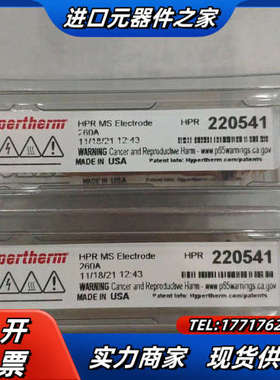 进口元器件之家
pertherm
HPR MS Electrode
260A
11/18/21 12:43
HPR 220541
WARNING Cancer and Reproductive Harm - www.p65warnings.ca.gov
MADE IN USA
Patent Info: Hypertherm.com/patents
pertherm
HPR MS Electrode
260A
11/18/21 12:43
HPR 220541
WARNING Cancer and Reproductive Harm - www.p65warnings.ca.gov
MADE IN USA
Patent Info: Hypertherm.com/patents
可开
票
TEL:1771762
实力商家 现货供